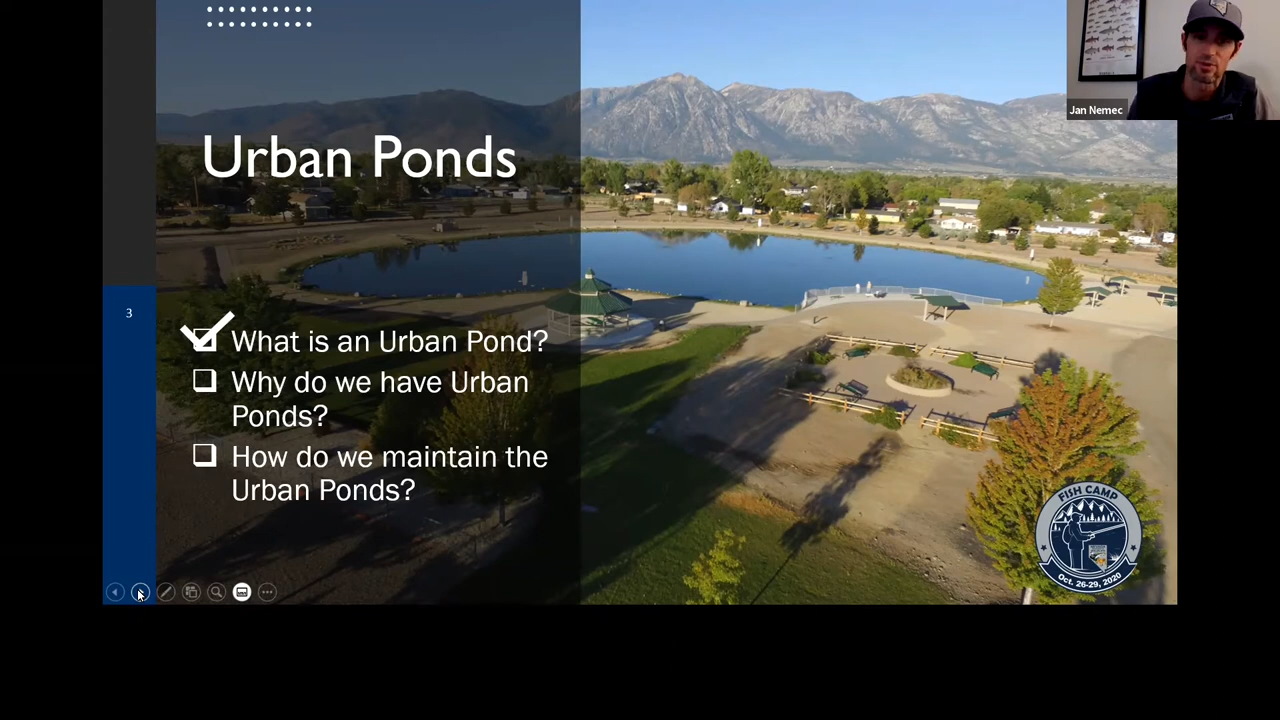 Jan Nemec
Urban Ponds
3
What is an Urban Pond?
Why do we have Urban
Ponds?
How do we maintain the
Urban Ponds?
FISH CAMP
Oct. 26-29, 2020